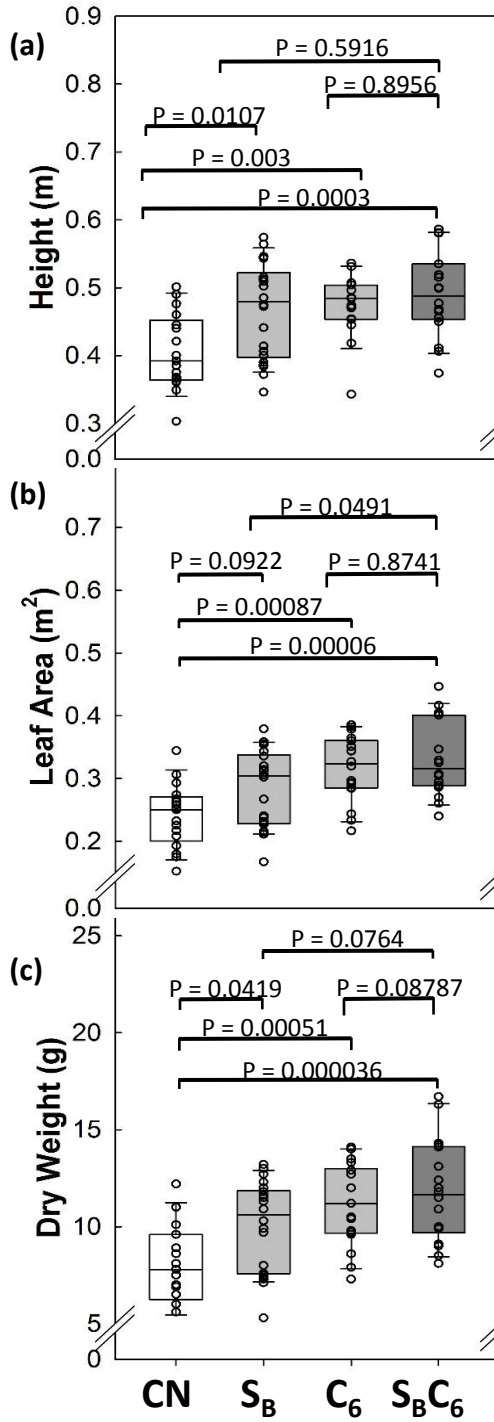 (a)
Height (m)
0.9
0.8
0.7
0.6
0.5
0.4
0.3
0.0
P = 0.5916
P = 0.8956
P = 0.0107
P = 0.003
P = 0.0003
(b)
Leaf Area (m²)
0.7
0.6
0.5
0.4
0.3
0.2
0.0
P = 0.0491
P = 0.0922
P = 0.8741
P = 0.00087
P = 0.00006
(c)
Dry Weight (g)
25
20
15
10
5
0
P = 0.0764
P = 0.0419
P = 0.08787
P = 0.00051
P = 0.000036
CN S_B C_6 S_BC_6